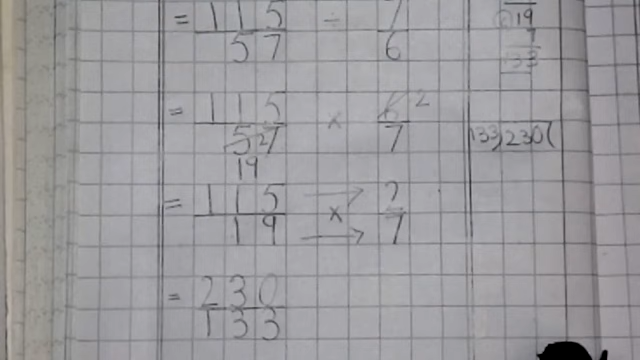 = 115/57 ÷ 7/6
= 115/57 × 6/7 2
19
= 115/19 × 2/7
= 230/133
19
7
133
133)230(